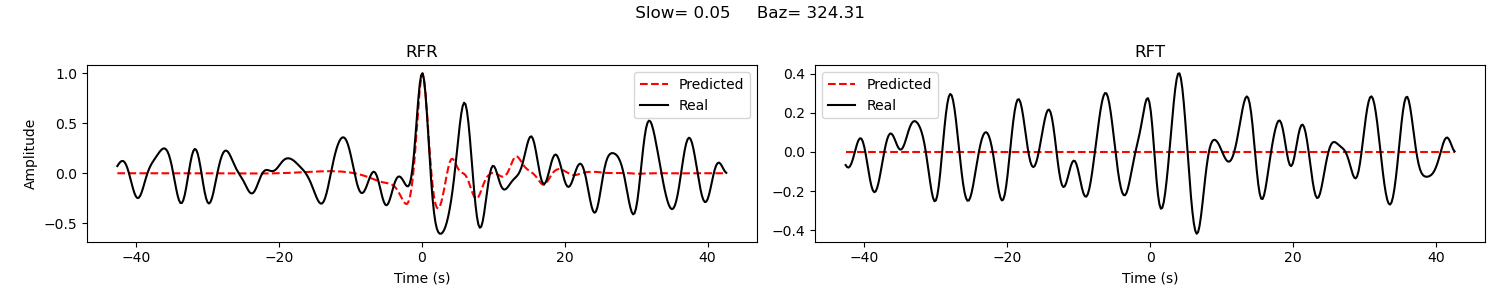 Slow= 0.05     Baz= 324.31
RFR
RFT
Amplitude
1.0
0.5
0.0
−0.5
−40
−20
0
20
40
Time (s)
Predicted
Real
0.4
0.2
0.0
−0.2
−0.4
−40
−20
0
20
40
Time (s)
Predicted
Real